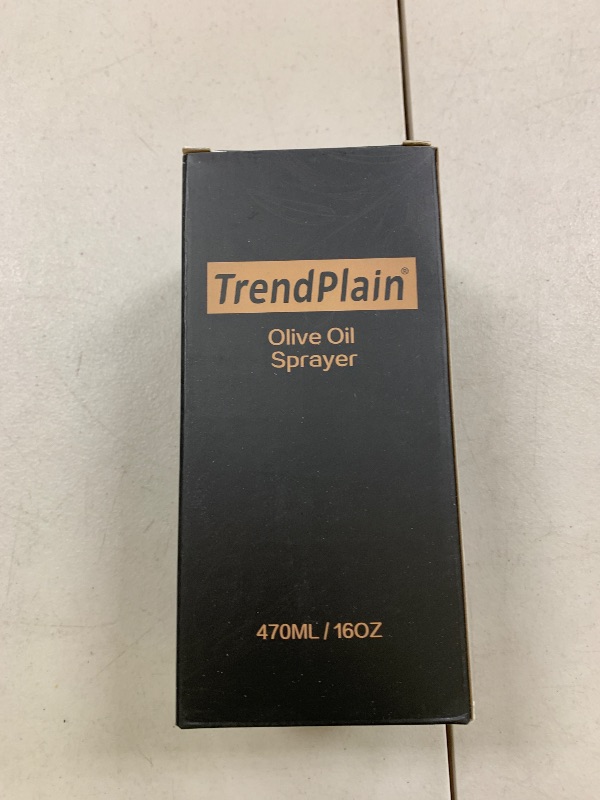 TrendPlain®
Olive Oil
Sprayer
470ML / 16OZ